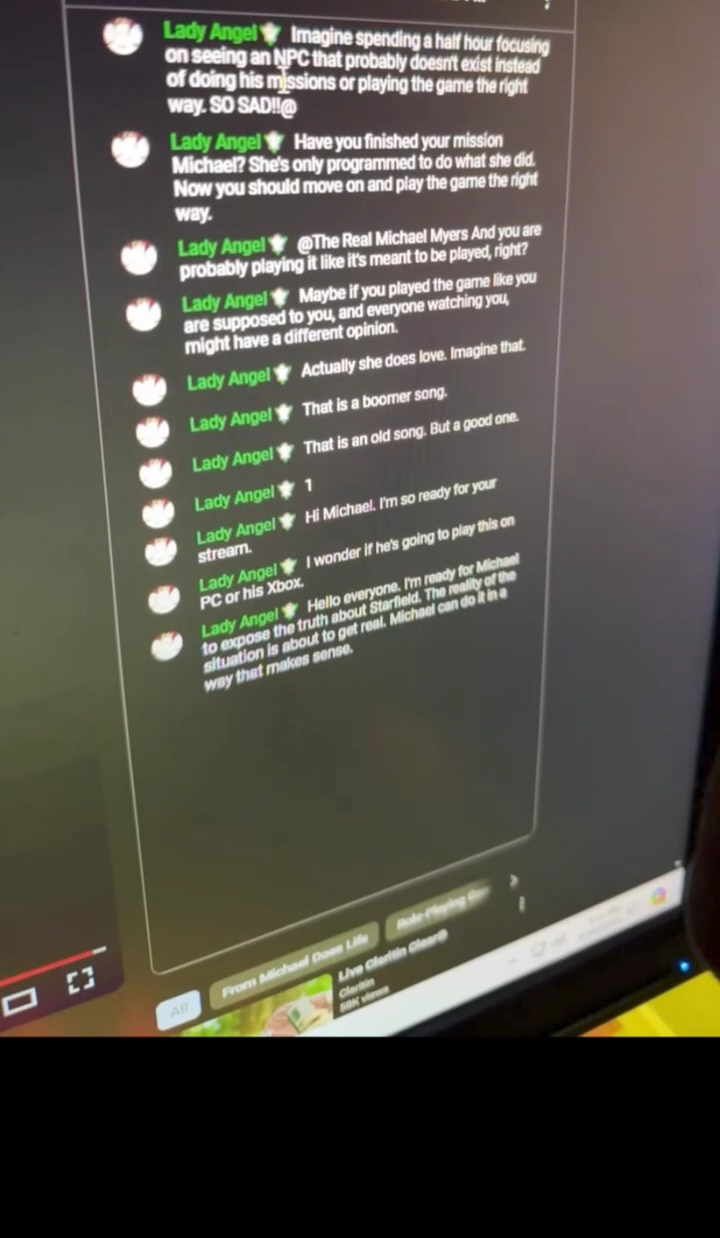 Lady Angel Imagine spending a half hour focusing
on seeing an NPC that probably doesn't exist instead
of doing his missions or playing the game the right
way. SO SAD!!@
Lady Angel Have you finished your mission
Michael? She's only programmed to do what she did.
Now you should move on and play the game the right
way.
Lady Angel @The Real Michael Myers And you are
probably playing it like it's meant to be played, right?
Lady Angel Maybe if you played the game like you
are supposed to you, and everyone watching you,
might have a different opinion.
Lady Angel Actually she does love. Imagine that.
Lady Angel That is a boomer song.
Lady Angel That is an old song. But a good one.
Lady Angel 1
Lady Angel Hi Michael. I'm so ready for your
stream.
Lady Angel I wonder if he's going to play this on
PC or his Xbox.
Lady Angel Hello everyone. I'm ready for Michael
to expose the truth about Starfield. The reality of the
situation is about to get real. Michael can do it in a
way that makes sense.
All From Michael Does Life Role-Playing
Live Claritin Clear®
Claritin
58K views